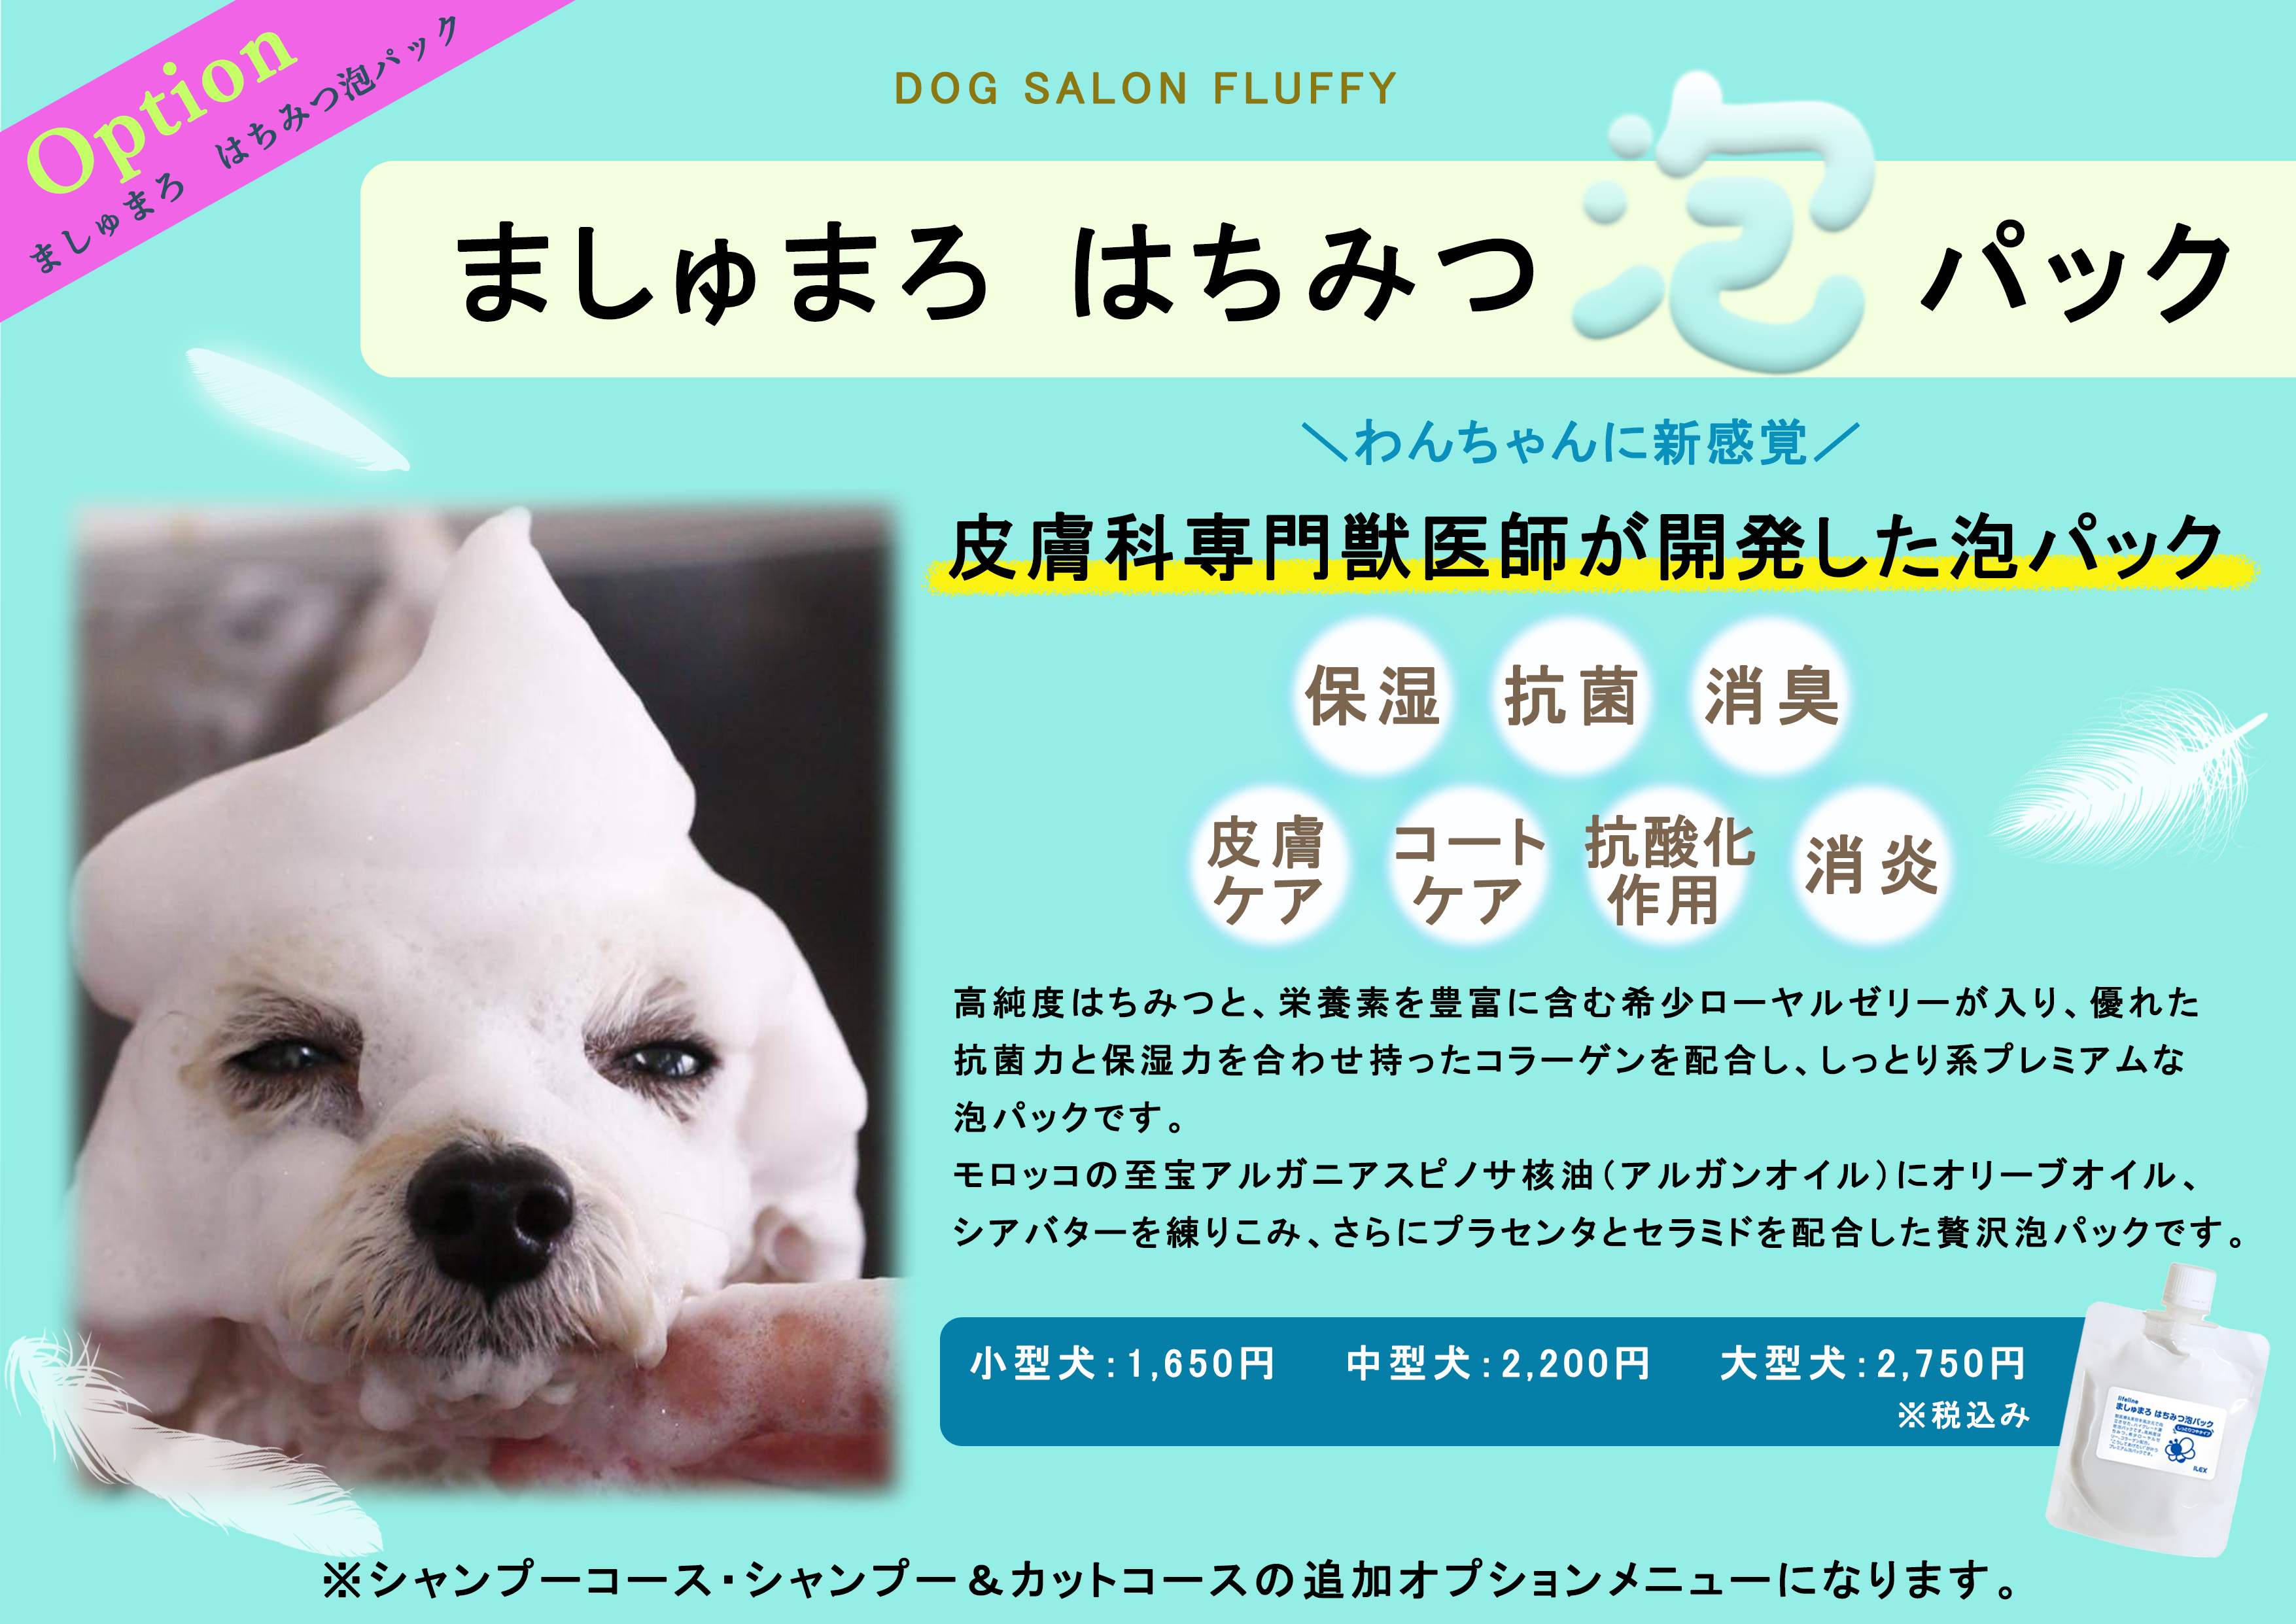 Option
ましゅまろ　はちみつ泡パック
DOG SALON FLUFFY
ましゅまろ はちみつ泡パック
＼わんちゃんに新感覚／
皮膚科専門獣医師が開発した泡パック
保湿 抗菌 消臭
皮膚ケア コートケア 抗酸化作用 消炎
高純度はちみつと、栄養素を豊富に含む希少ローヤルゼリーが入り、優れた
抗菌力と保湿力を合わせ持ったコラーゲンを配合し、しっとり系プレミアムな
泡パックです。
モロッコの至宝アルガニアスピノサ核油（アルガンオイル）にオリーブオイル、
シアバターを練りこみ、さらにプラセンタとセラミドを配合した贅沢泡パックです。
小型犬：1,650円　中型犬：2,200円　大型犬：2,750円
※税込み
lifeline
ましゅまろ はちみつ泡パック
ILEX
※シャンプーコース・シャンプー＆カットコースの追加オプションメニューになります。